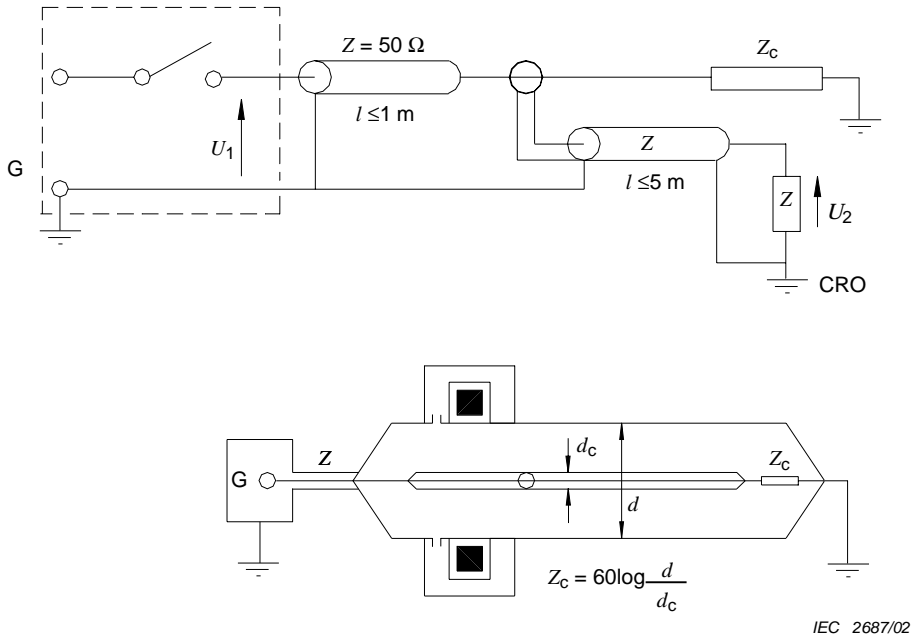 Z = 50 Ω
Zc
l ≤1 m
U1
G
Z
l ≤5 m
Z
U2
CRO
dc
Z
Zc
G
d
Zc = 60log d/dc
IEC 2687/02